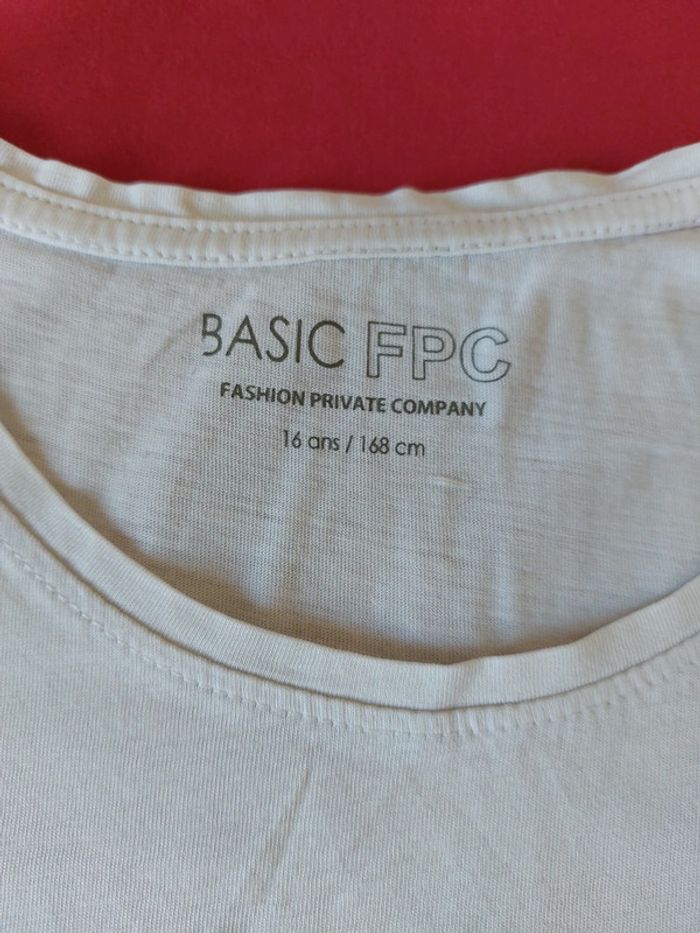 BASIC FPC
FASHION PRIVATE COMPANY
16 ans / 168 cm